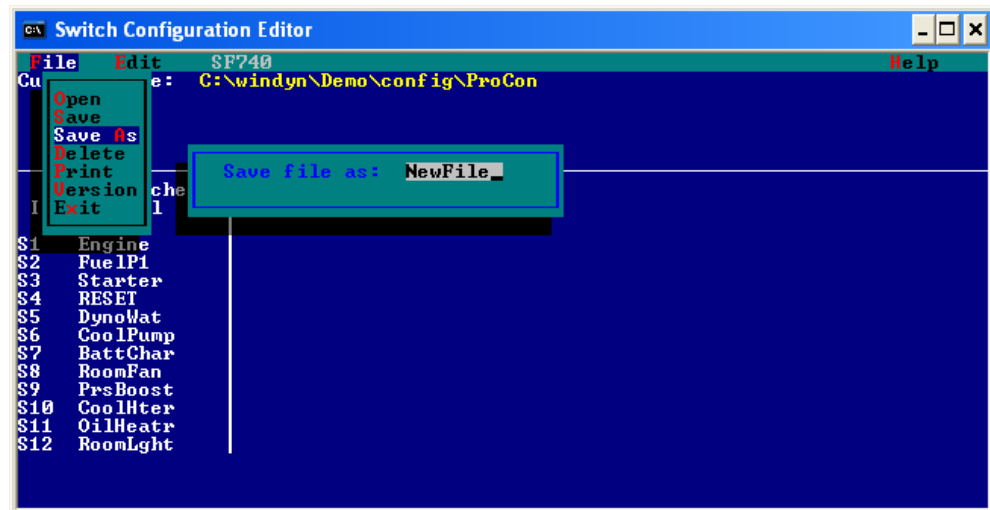 Switch Configuration Editor
File Edit SF740 Help
Cu e: C:\windyn\Demo\config\ProCon
Open
Save
Save As
Delete
Print
Version
Exit
Save file as: NewFile_
che
I l
S1 Engine
S2 FuelP1
S3 Starter
S4 RESET
S5 DynoWat
S6 CoolPump
S7 BattChar
S8 RoomFan
S9 PrsBoost
S10 CoolHter
S11 OilHeatr
S12 RoomLght